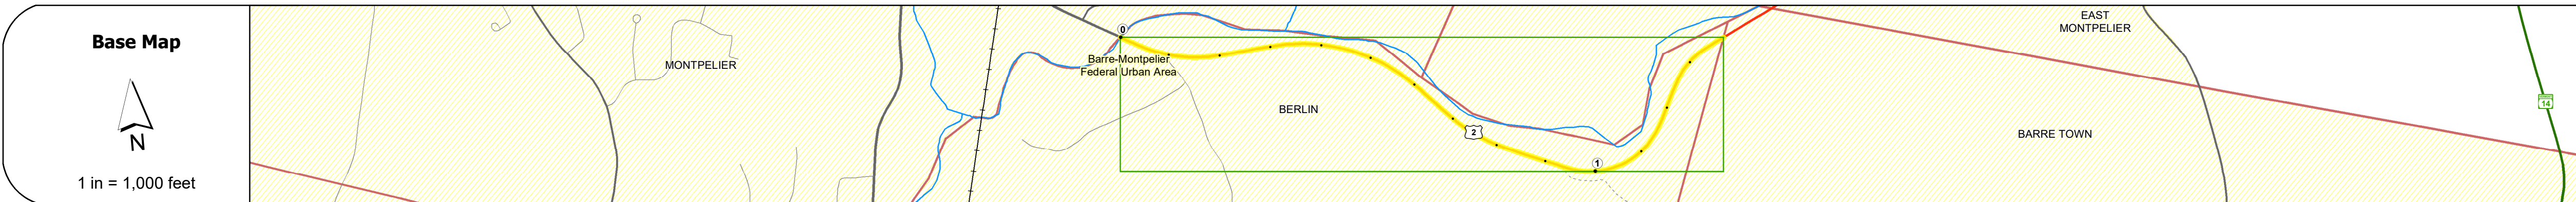 Base Map
N
1 in = 1,000 feet
MONTPELIER
0
Barre-Montpelier
Federal Urban Area
BERLIN
2
1
EAST
MONTPELIER
BARRE TOWN
14